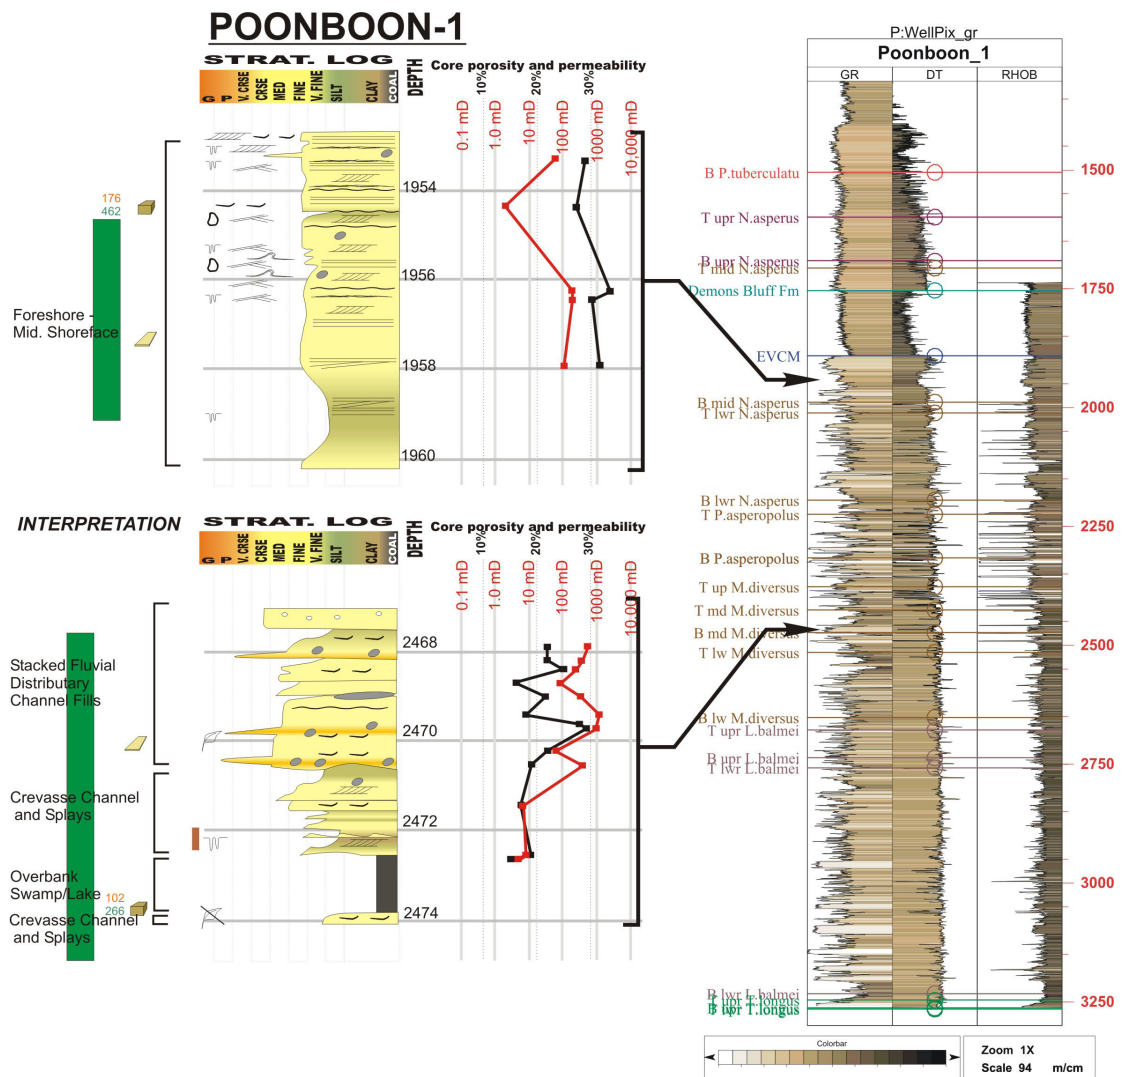 POONBOON-1
STRAT. LOG
G P V. CRSE CRSE MED FINE V. FINE SILT CLAY COAL
DEPTH
Core porosity and permeability
10% 20% 30%
0.1 mD 1.0 mD 10 mD 100 mD 1000 mD 10,000 mD
1954
176
462
1956
Foreshore -
Mid. Shoreface
1958
1960
INTERPRETATION
STRAT. LOG
G P V. CRSE CRSE MED FINE V. FINE SILT CLAY COAL
DEPTH
Core porosity and permeability
10% 20% 30%
0.1 mD 1.0 mD 10 mD 100 mD 1000 mD 10,000 mD
2468
Stacked Fluvial
Distributary
Channel Fills
2470
Crevasse Channel
and Splays
2472
Overbank
Swamp/Lake
102
266
2474
Crevasse Channel
and Splays
P:WellPix_gr
Poonboon_1
GR DT RHOB
B P.tuberculatu
1500
T upr N.asperus
B upr N.asperus
T mid N.asperus
Demons Bluff Fm
1750
EVCM
B mid N.asperus
2000
T lwr N.asperus
B lwr N.asperus
T P.asperopolus
2250
B P.asperopolus
T up M.diversus
T md M.diversus
B md M.diversus
2500
T lw M.diversus
B lw M.diversus
T upr L.balmei
B upr L.balmei
2750
T lwr L.balmei
3000
B lwr L.balmei
T upr T.longus
3250
B upr T.longus
Colorbar
Zoom 1X
Scale 94 m/cm